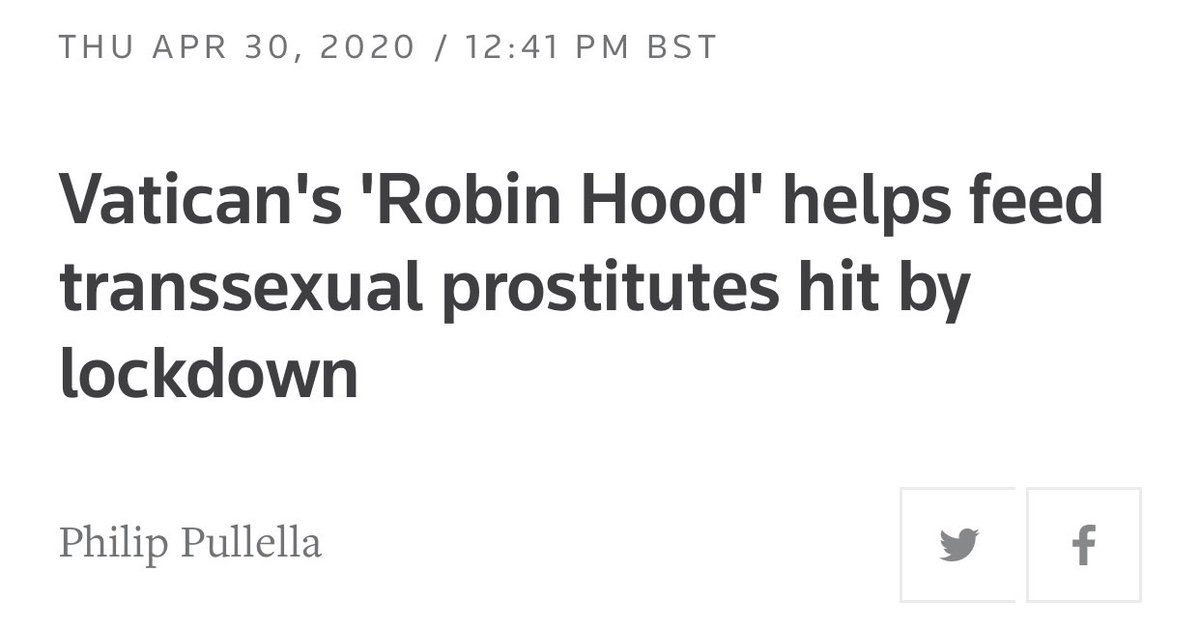 THU APR 30, 2020 / 12:41 PM BST
Vatican's 'Robin Hood' helps feed
transsexual prostitutes hit by
lockdown
Philip Pullella